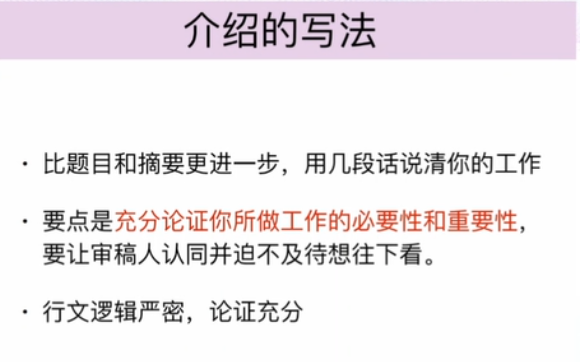 介绍的写法
· 比题目和摘要更进一步，用几段话说清你的工作
· 要点是充分论证你所做工作的必要性和重要性，
要让审稿人认同并迫不及待想往下看。
· 行文逻辑严密，论证充分